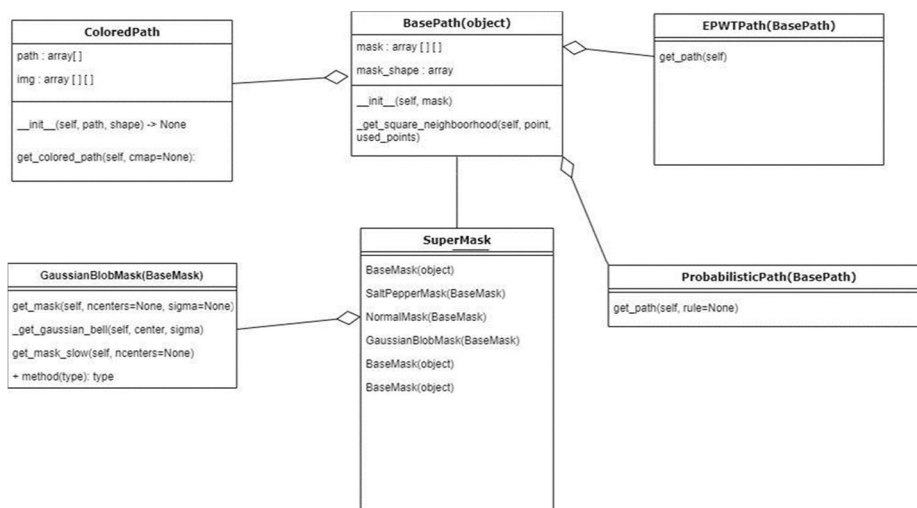 ColoredPath
path : array[ ]
img : array [ ] [ ]
__init__(self, path, shape) -> None
get_colored_path(self, cmap=None):
BasePath(object)
mask : array [ ] [ ]
mask_shape : array
__init__(self, mask)
_get_square_neighboorhood(self, point,
used_points)
EPWTPath(BasePath)
get_path(self)
GaussianBlobMask(BaseMask)
get_mask(self, ncenters=None, sigma=None)
_get_gaussian_bell(self, center, sigma)
get_mask_slow(self, ncenters=None)
+ method(type): type
SuperMask
BaseMask(object)
SaltPepperMask(BaseMask)
NormalMask(BaseMask)
GaussianBlobMask(BaseMask)
BaseMask(object)
BaseMask(object)
ProbabilisticPath(BasePath)
get_path(self, rule=None)